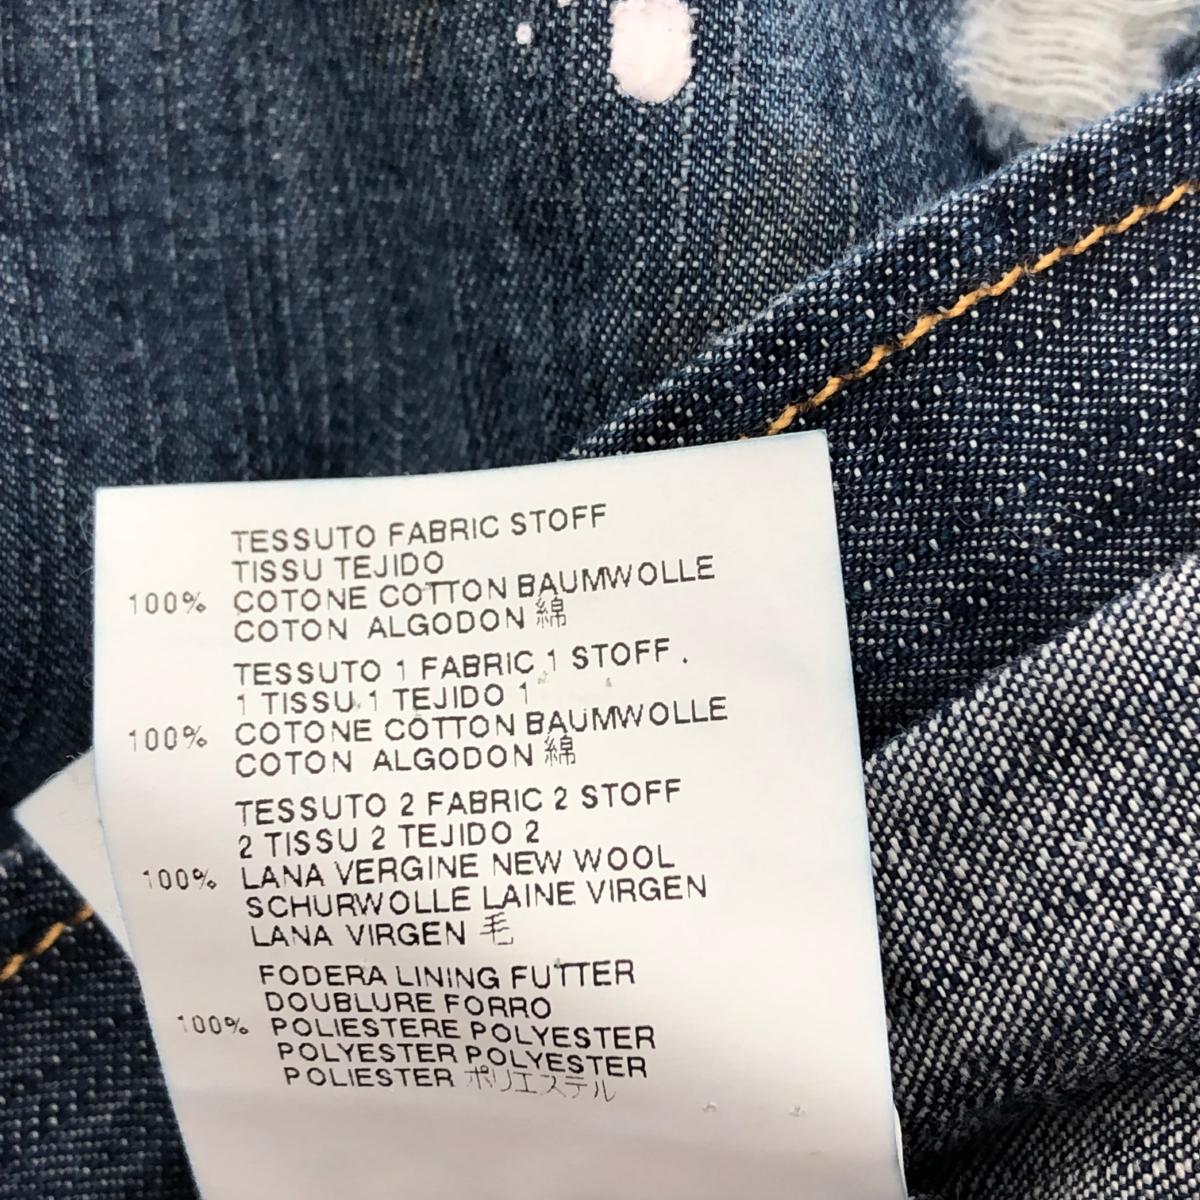 TESSUTO FABRIC STOFF
TISSU TEJIDO
100% COTONE COTTON BAUMWOLLE
COTON ALGODON 綿
TESSUTO 1 FABRIC 1 STOFF
1 TISSU 1 TEJIDO 1
100% COTONE COTTON BAUMWOLLE
COTON ALGODON 綿
TESSUTO 2 FABRIC 2 STOFF
2 TISSU 2 TEJIDO 2
100% LANA VERGINE NEW WOOL
SCHURWOLLE LAINE VIRGEN
LANA VIRGEN 毛
FODERA LINING FUTTER
DOUBLURE FORRO
100% POLIESTERE POLYESTER
POLYESTER POLYESTER
POLIESTER ポリエステル